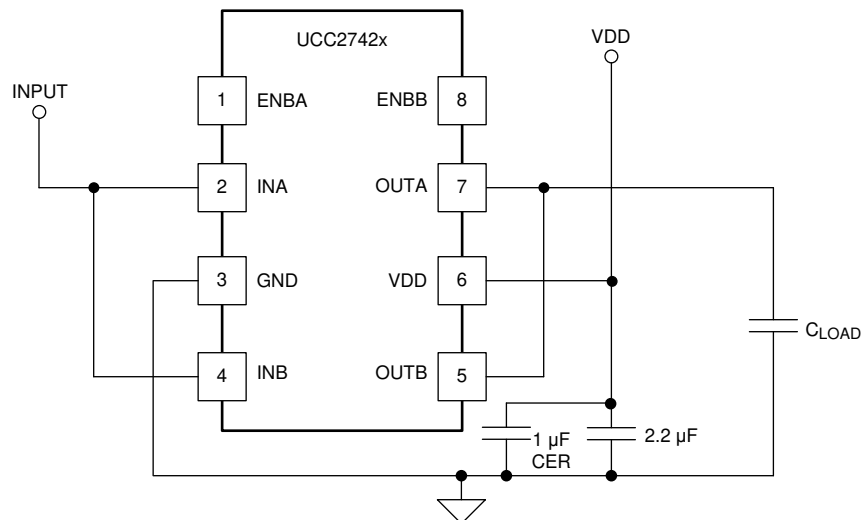 UCC2742x
VDD
INPUT
1 ENBA ENBB 8
2 INA OUTA 7
3 GND VDD 6
CLOAD
4 INB OUTB 5
1 µF
CER
2.2 µF